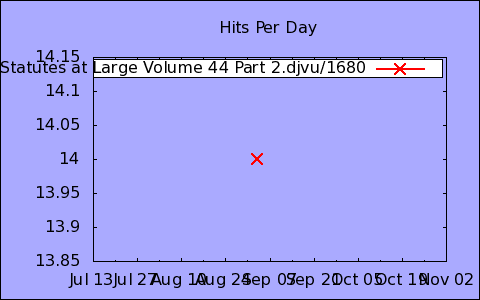 Hits Per Day
14.15
Statutes at Large Volume 44 Part 2.djvu/1680
14.1
14.05
14
13.95
13.9
13.85
Jul 13 Jul 27 Aug 10 Aug 24 Sep 07 Sep 21 Oct 05 Oct 19 Nov 02